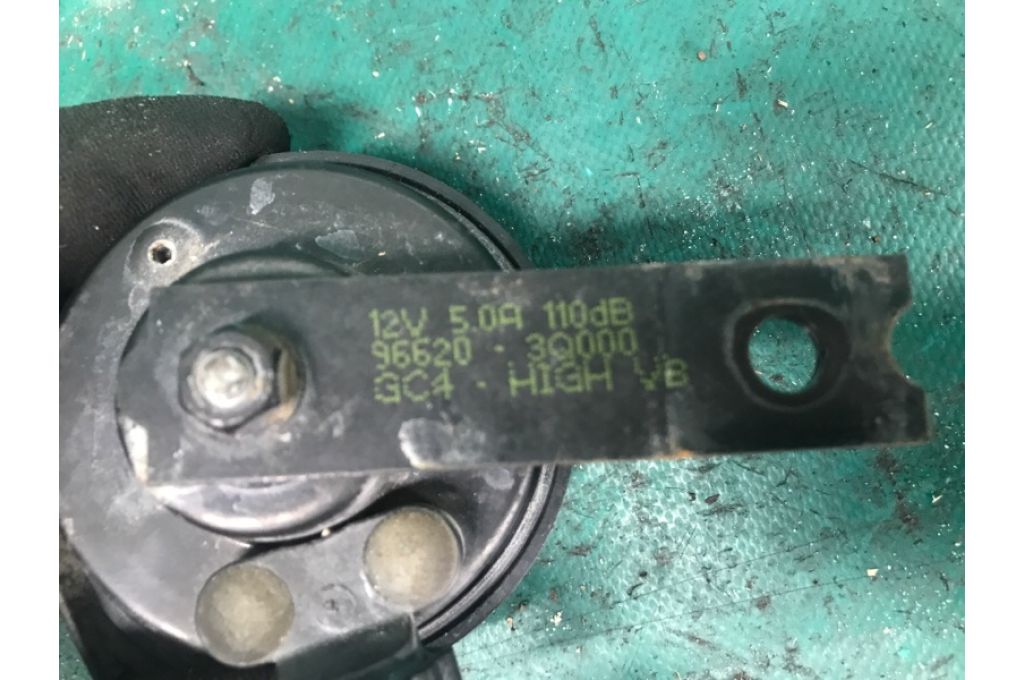 12V 5.0A 110dB
96620 - 3Q000
GC4 - HIGH VB